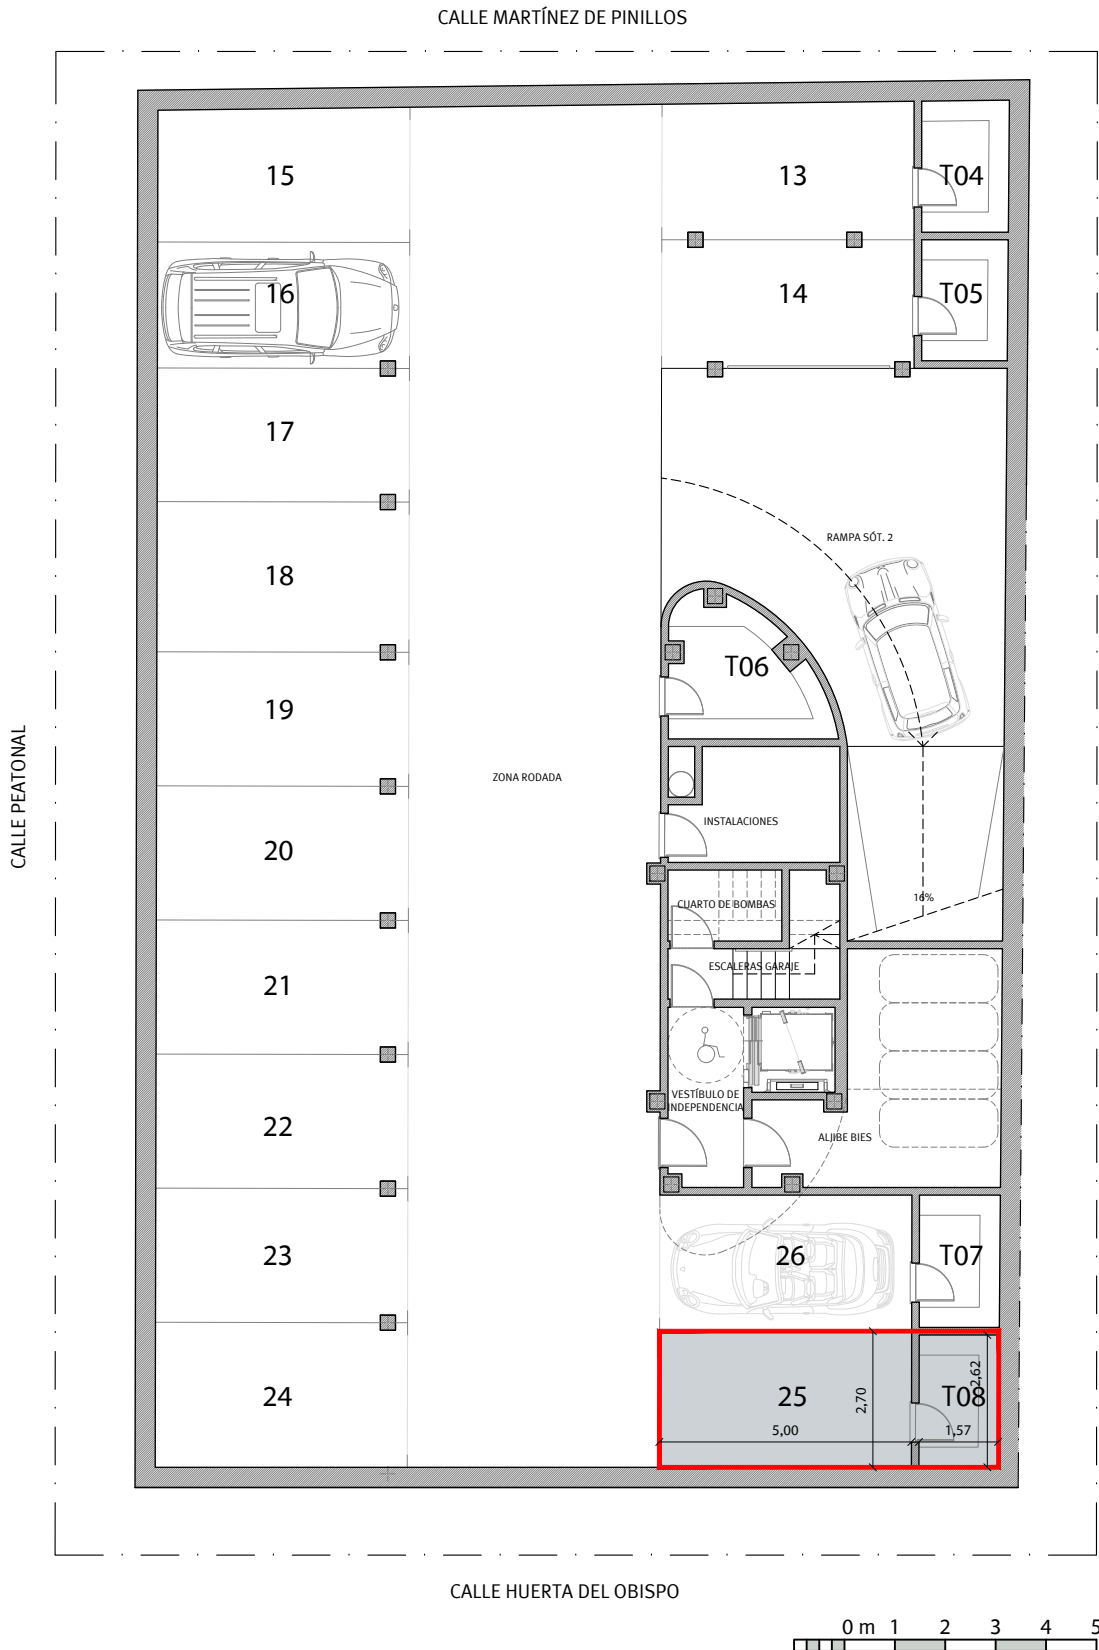 CALLE MARTÍNEZ DE PINILLOS
15
13
T04
16
14
T05
17
RAMPA SÓT. 2
18
T06
19
CALLE PEATONAL
ZONA RODADA
INSTALACIONES
20
16%
CUARTO DE BOMBAS
ESCALERAS GARAJE
21
VESTÍBULO DE
INDEPENDENCIA
22
ALJIBE BIES
23
26
T07
24
25
2,70
T08
2,62
5,00
1,57
CALLE HUERTA DEL OBISPO
0 m 1 2 3 4 5